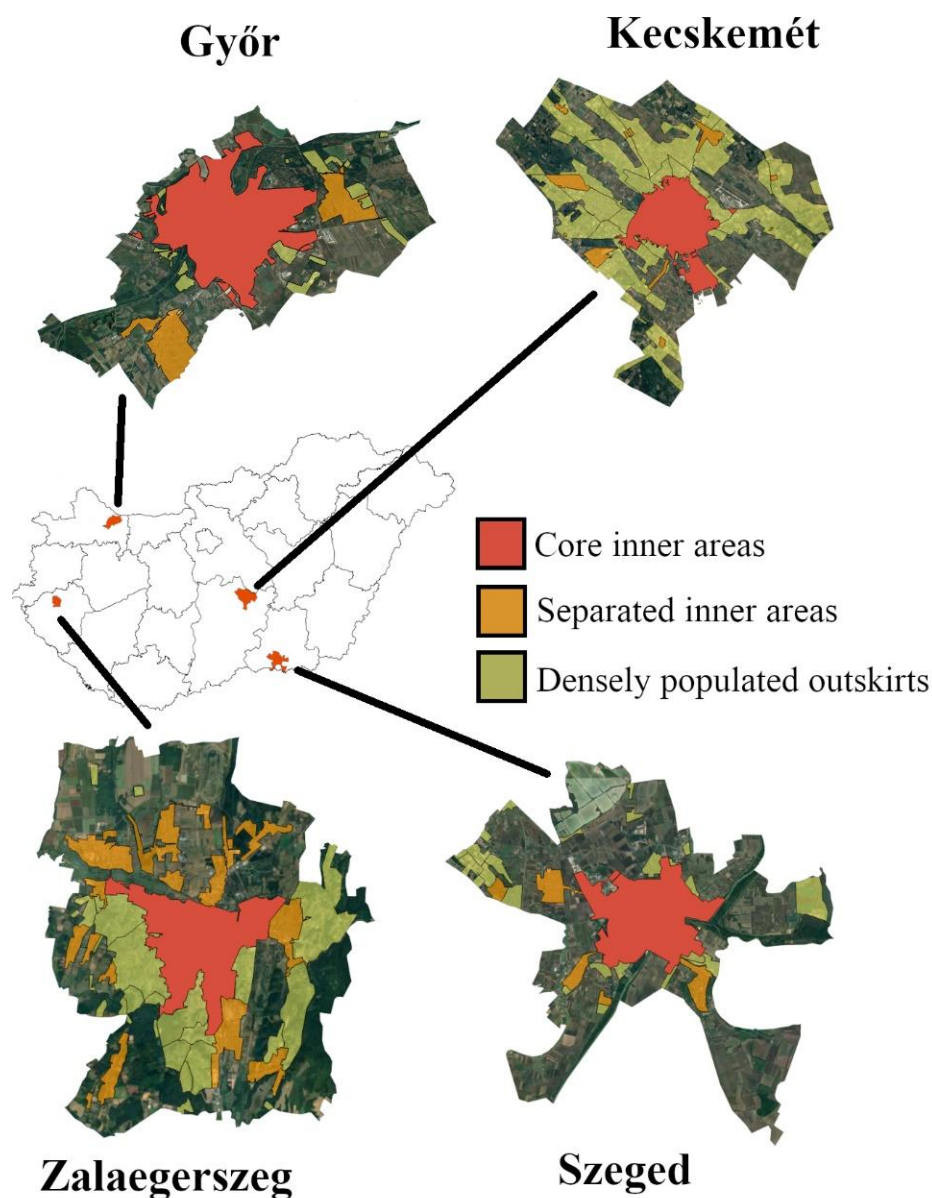 Győr
Kecskemét
Core inner areas
Separated inner areas
Densely populated outskirts
Zalaegerszeg
Szeged